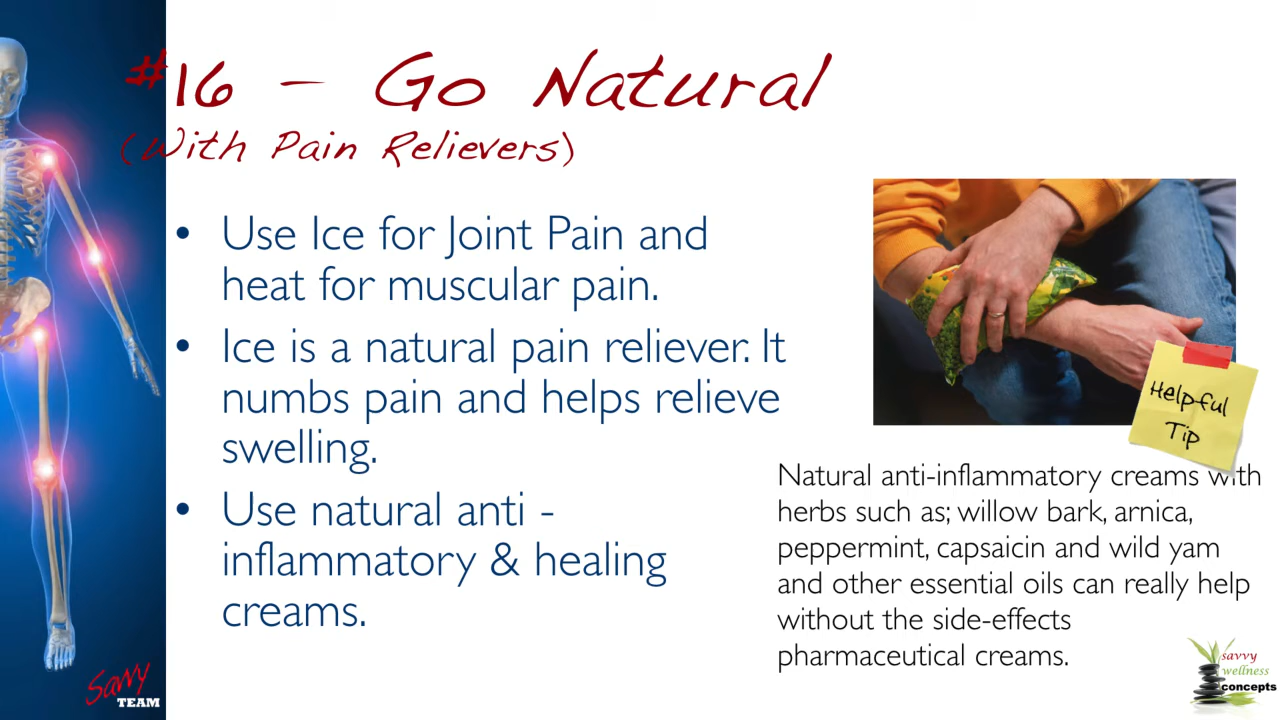 #16 – Go Natural
(With Pain Relievers)
• Use Ice for Joint Pain and
heat for muscular pain.
• Ice is a natural pain reliever. It
numbs pain and helps relieve
swelling.
• Use natural anti -
inflammatory & healing
creams.
Helpful
Tip
Natural anti-inflammatory creams with
herbs such as; willow bark, arnica,
peppermint, capsaicin and wild yam
and other essential oils can really help
without the side-effects
pharmaceutical creams.
Savvy
TEAM
savvy
wellness
concepts